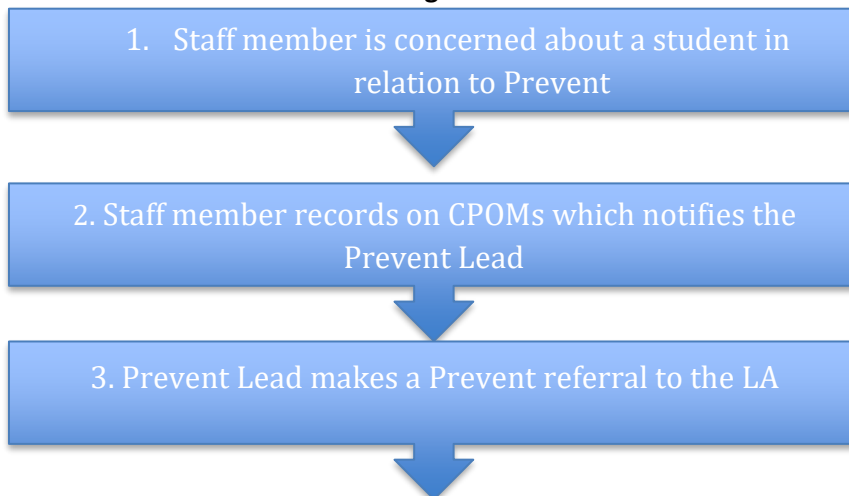 1. Staff member is concerned about a student in
relation to Prevent
2. Staff member records on CPOMs which notifies the
Prevent Lead
3. Prevent Lead makes a Prevent referral to the LA